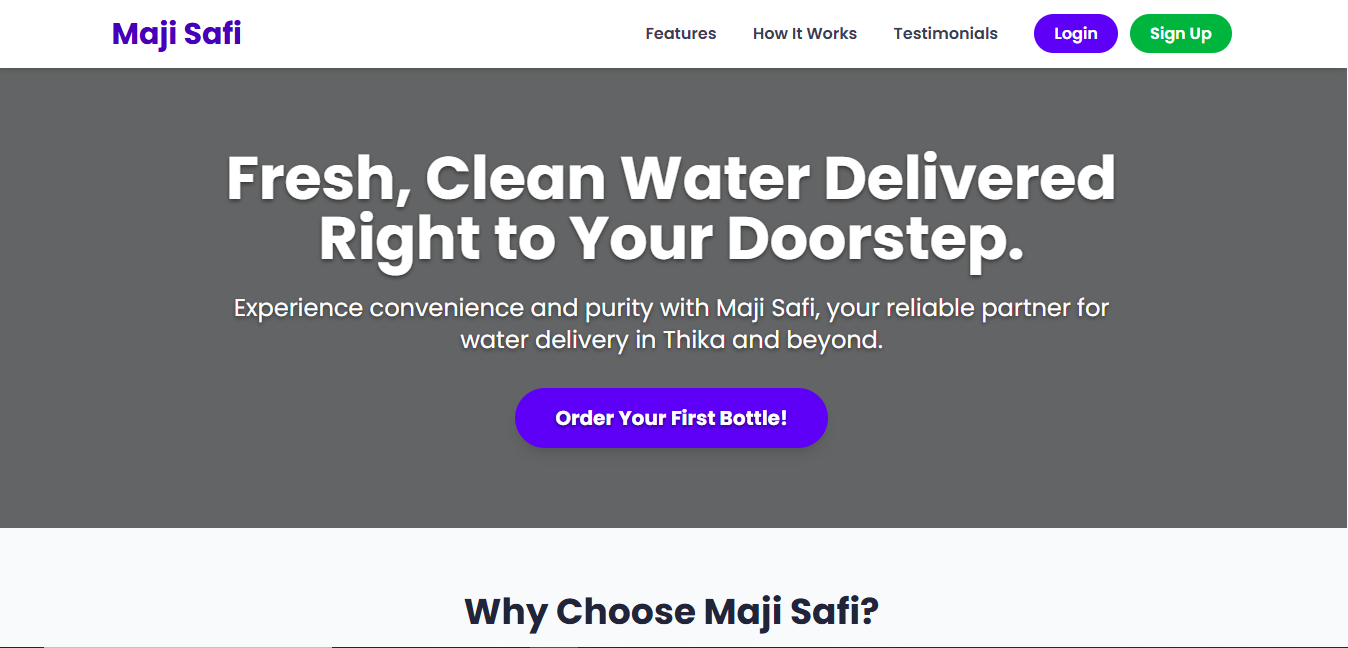 Maji Safi
Features
How It Works
Testimonials
Login
Sign Up
Fresh, Clean Water Delivered
Right to Your Doorstep.
Experience convenience and purity with Maji Safi, your reliable partner for
water delivery in Thika and beyond.
Order Your First Bottle!
Why Choose Maji Safi?